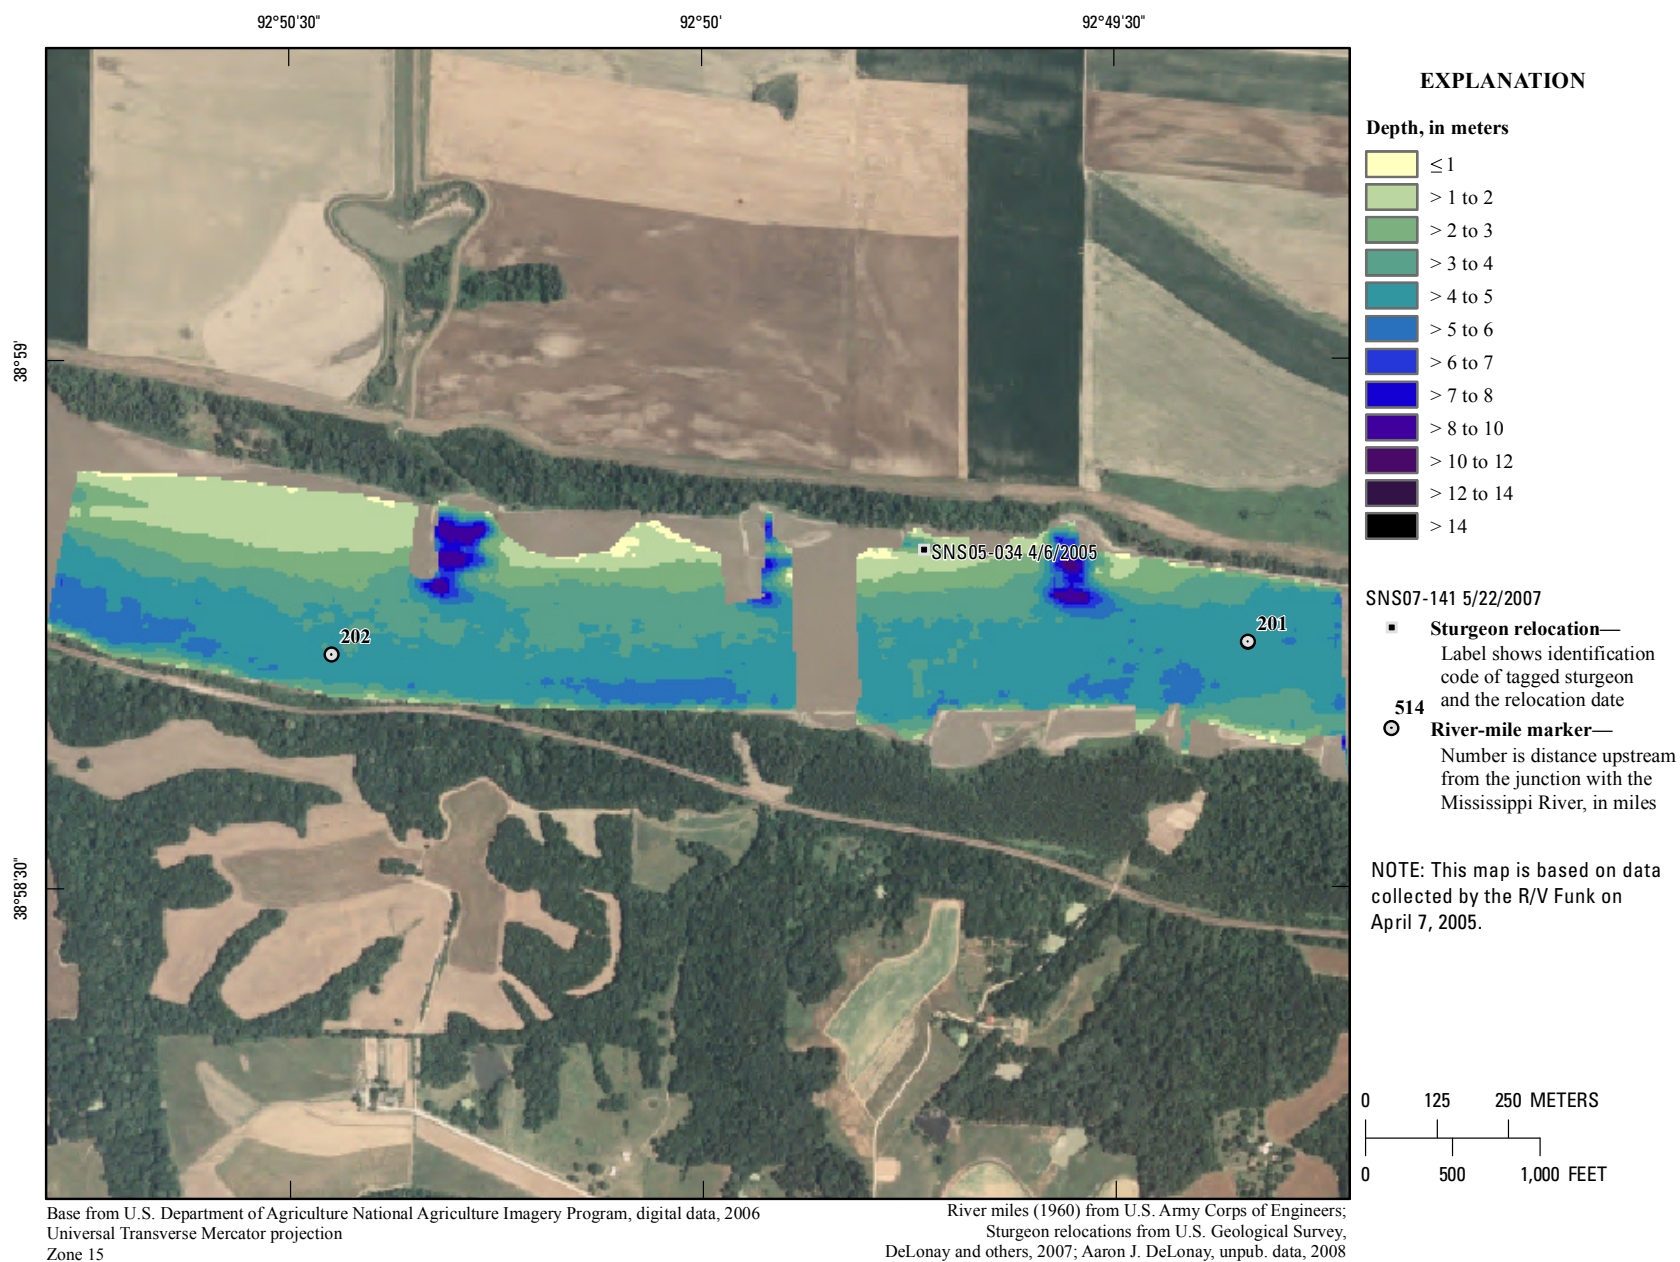 92°50'30"
92°50'
92°49'30"
38°59'
38°58'30"
SNS05-034 4/6/2005
202
201
EXPLANATION
Depth, in meters
≤ 1
> 1 to 2
> 2 to 3
> 3 to 4
> 4 to 5
> 5 to 6
> 6 to 7
> 7 to 8
> 8 to 10
> 10 to 12
> 12 to 14
> 14
SNS07-141 5/22/2007
Sturgeon relocation—
Label shows identification
code of tagged sturgeon
and the relocation date
514
River-mile marker—
Number is distance upstream
from the junction with the
Mississippi River, in miles
NOTE: This map is based on data
collected by the R/V Funk on
April 7, 2005.
0 125 250 METERS
0 500 1,000 FEET
Base from U.S. Department of Agriculture National Agriculture Imagery Program, digital data, 2006
Universal Transverse Mercator projection
Zone 15
River miles (1960) from U.S. Army Corps of Engineers;
Sturgeon relocations from U.S. Geological Survey,
DeLonay and others, 2007; Aaron J. DeLonay, unpub. data, 2008